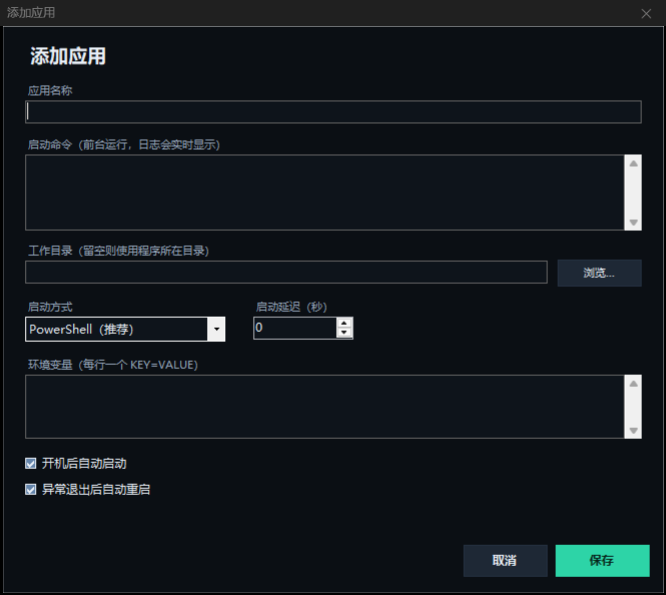 添加应用
添加应用
应用名称
启动命令（前台运行，日志会实时显示）
工作目录（留空则使用程序所在目录）
浏览...
启动方式
启动延迟（秒）
PowerShell（推荐）
0
环境变量（每行一个 KEY=VALUE）
开机后自动启动
异常退出后自动重启
取消
保存